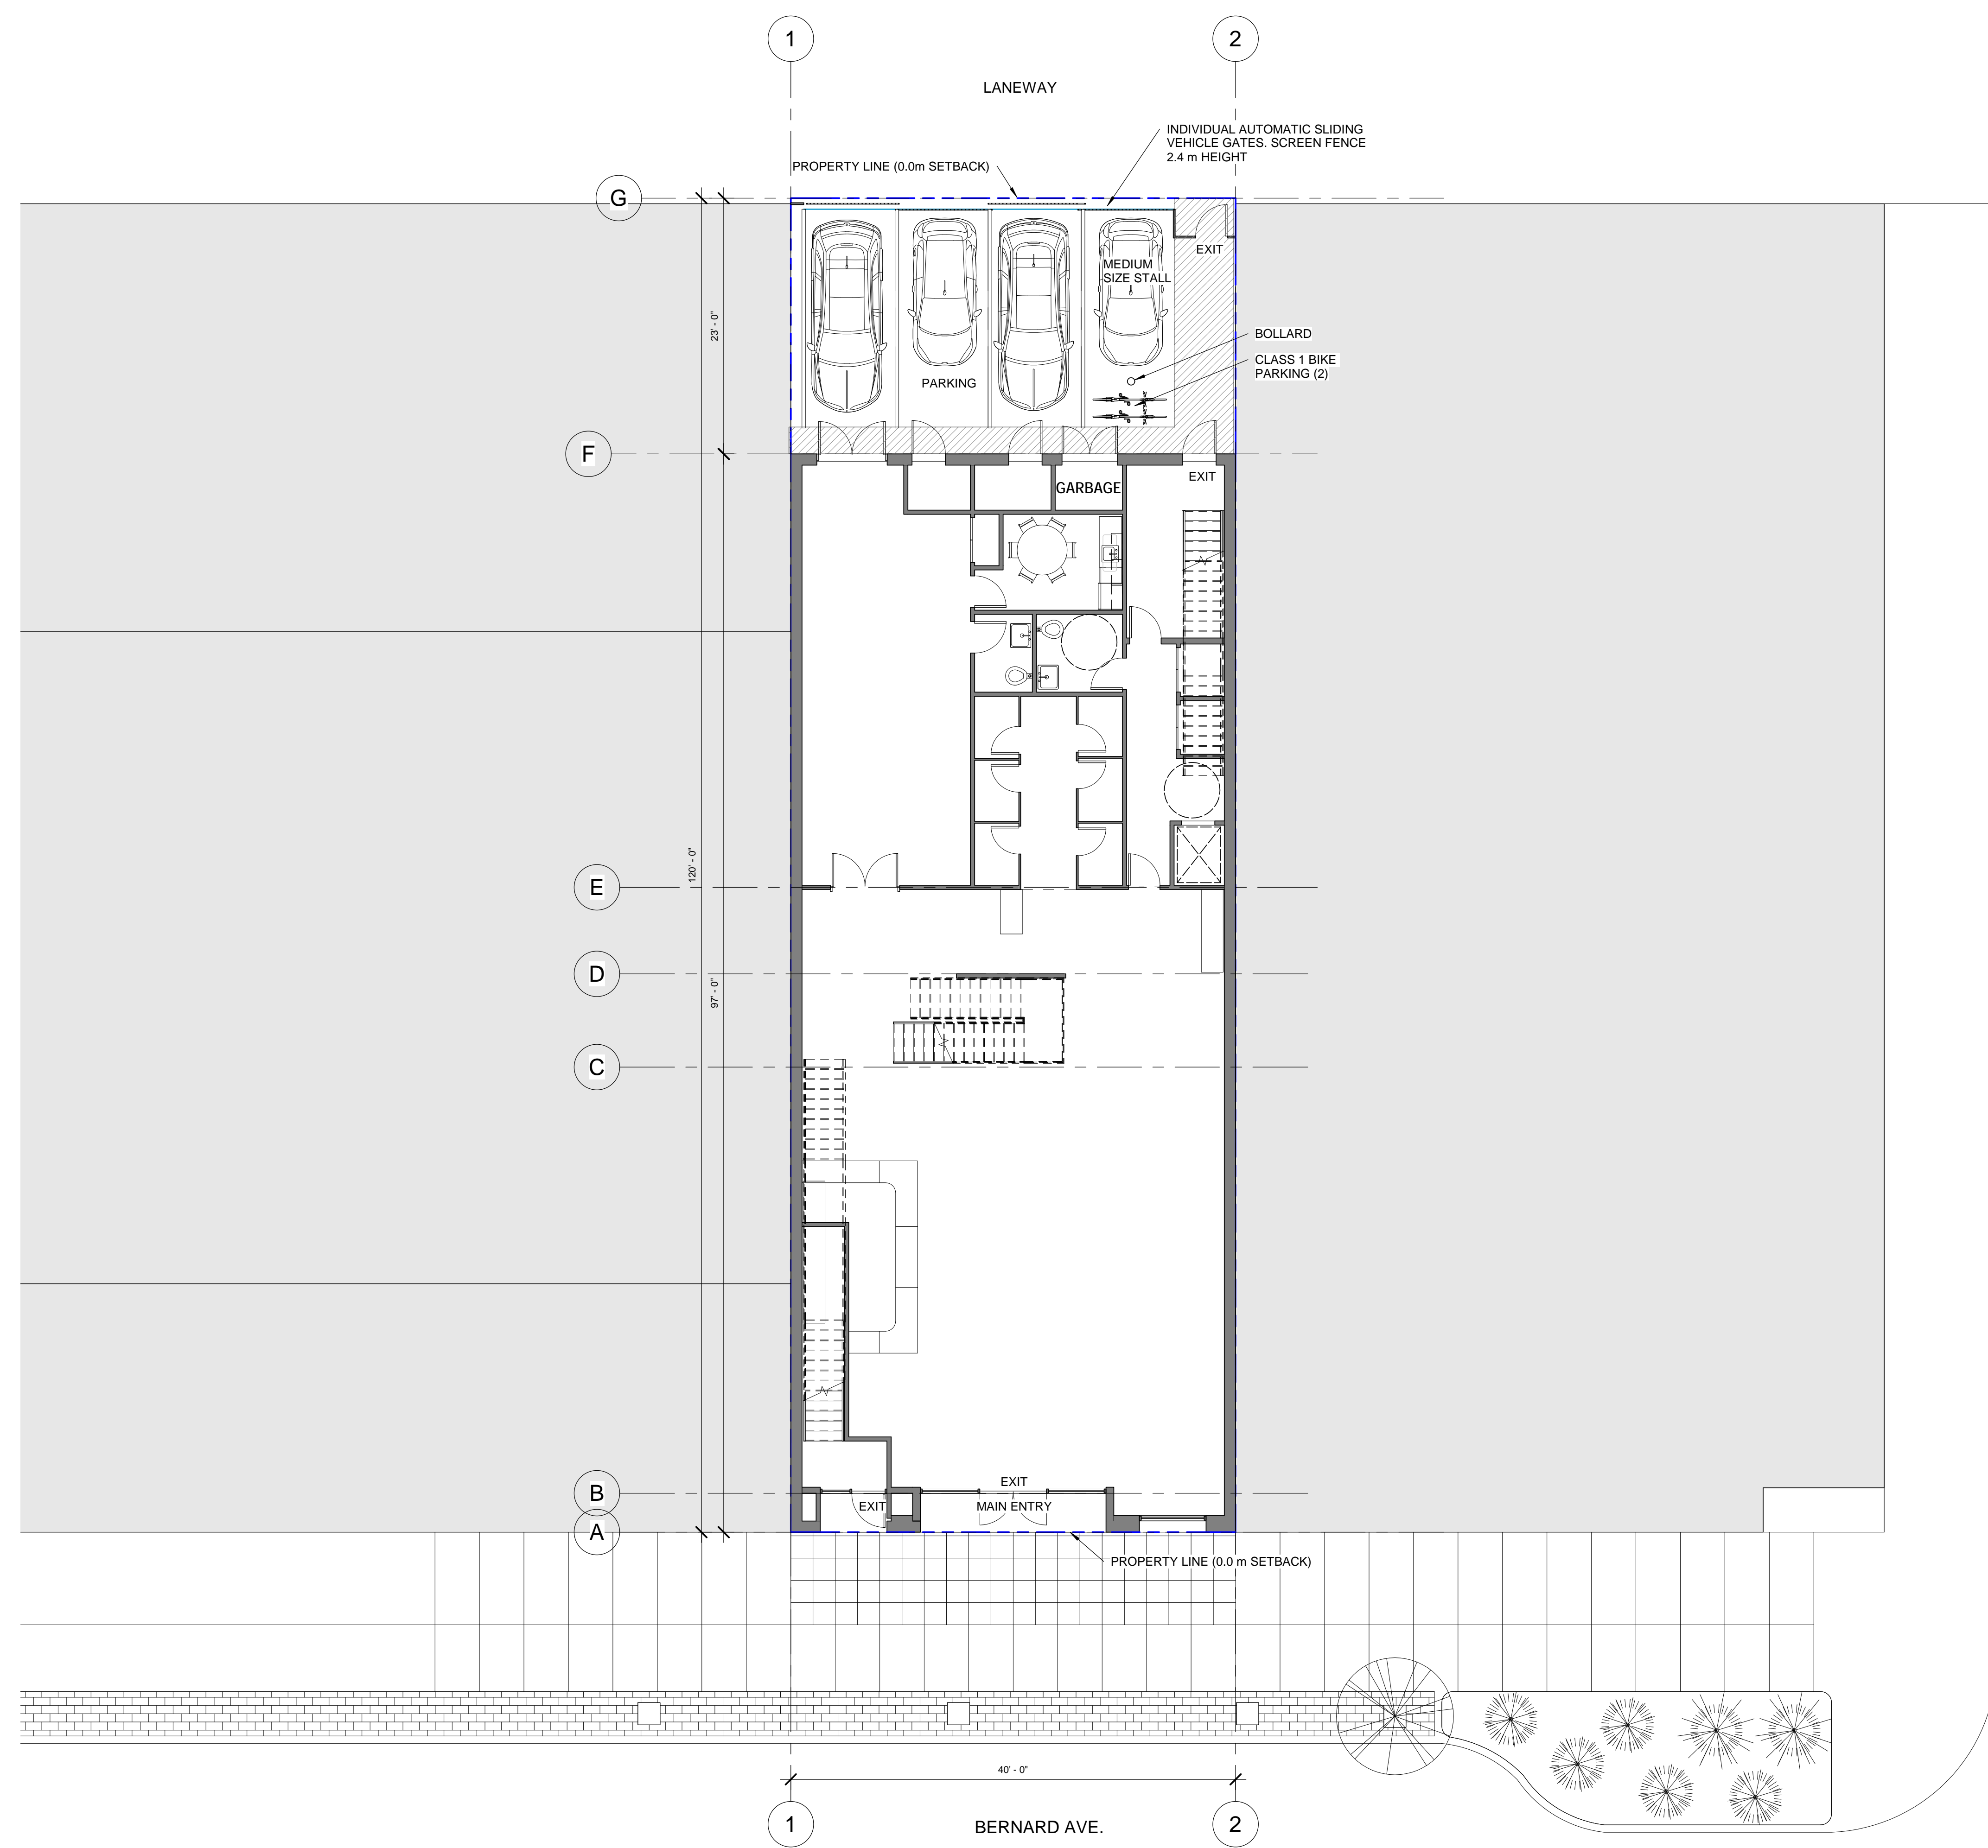 1
2
LANEWAY
INDIVIDUAL AUTOMATIC SLIDING
VEHICLE GATES. SCREEN FENCE
2.4 m HEIGHT
PROPERTY LINE (0.0m SETBACK)
G
EXIT
MEDIUM
SIZE STALL
23' - 0"
BOLLARD
CLASS 1 BIKE
PARKING (2)
PARKING
F
EXIT
GARBAGE
120' - 0"
E
D
97' - 0"
C
EXIT
B
EXIT
MAIN ENTRY
A
PROPERTY LINE (0.0 m SETBACK)
40' - 0"
1
BERNARD AVE.
2